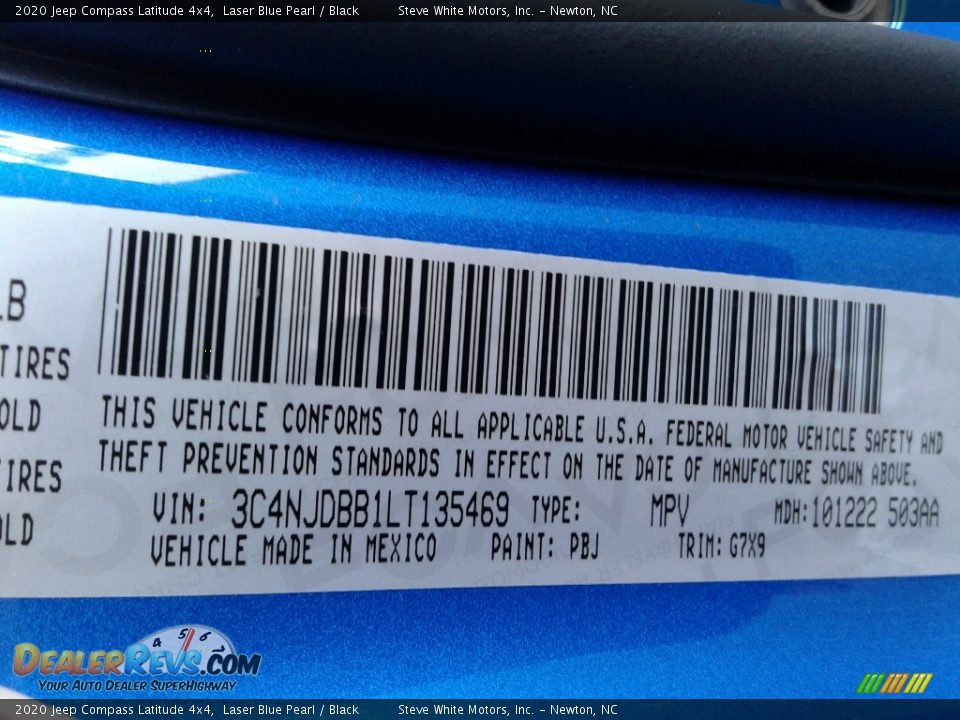 2020 Jeep Compass Latitude 4x4, Laser Blue Pearl / Black Steve White Motors, Inc. – Newton, NC
LB
TIRES
OLD
TIRES
OLD
THIS VEHICLE CONFORMS TO ALL APPLICABLE U.S.A. FEDERAL MOTOR VEHICLE SAFETY AND
THEFT PREVENTION STANDARDS IN EFFECT ON THE DATE OF MANUFACTURE SHOWN ABOVE.
VIN: 3C4NJDBB1LT135469 TYPE: MPV MDH:101222 503AA
VEHICLE MADE IN MEXICO PAINT: PBJ TRIM: G7X9
4 5 6
DEALERREVS.COM
YOUR AUTO DEALER SUPERHIGHWAY
2020 Jeep Compass Latitude 4x4, Laser Blue Pearl / Black Steve White Motors, Inc. – Newton, NC